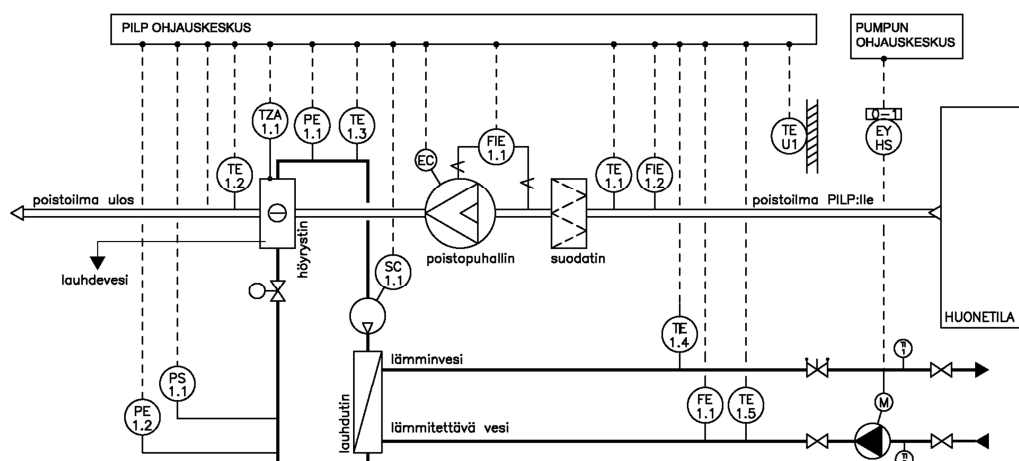 PILP OHJAUSKESKUS
PUMPUN
OHJAUSKESKUS
TZA
1.1
PE
1.1
TE
1.3
FIE
1.1
TE
U1
0-1
EY
HS
EC
TE
1.2
TE
1.1
FIE
1.2
poistoilma ulos
poistoilma PILP:lle
höyrystin
poistopuhallin
suodatin
lauhdevesi
SC
1.1
HUONETILA
TE
1.4
TI
1
lämminvesi
PS
1.1
PE
1.2
lauhdutin
FE
1.1
TE
1.5
M
lämmitettävä vesi
TI